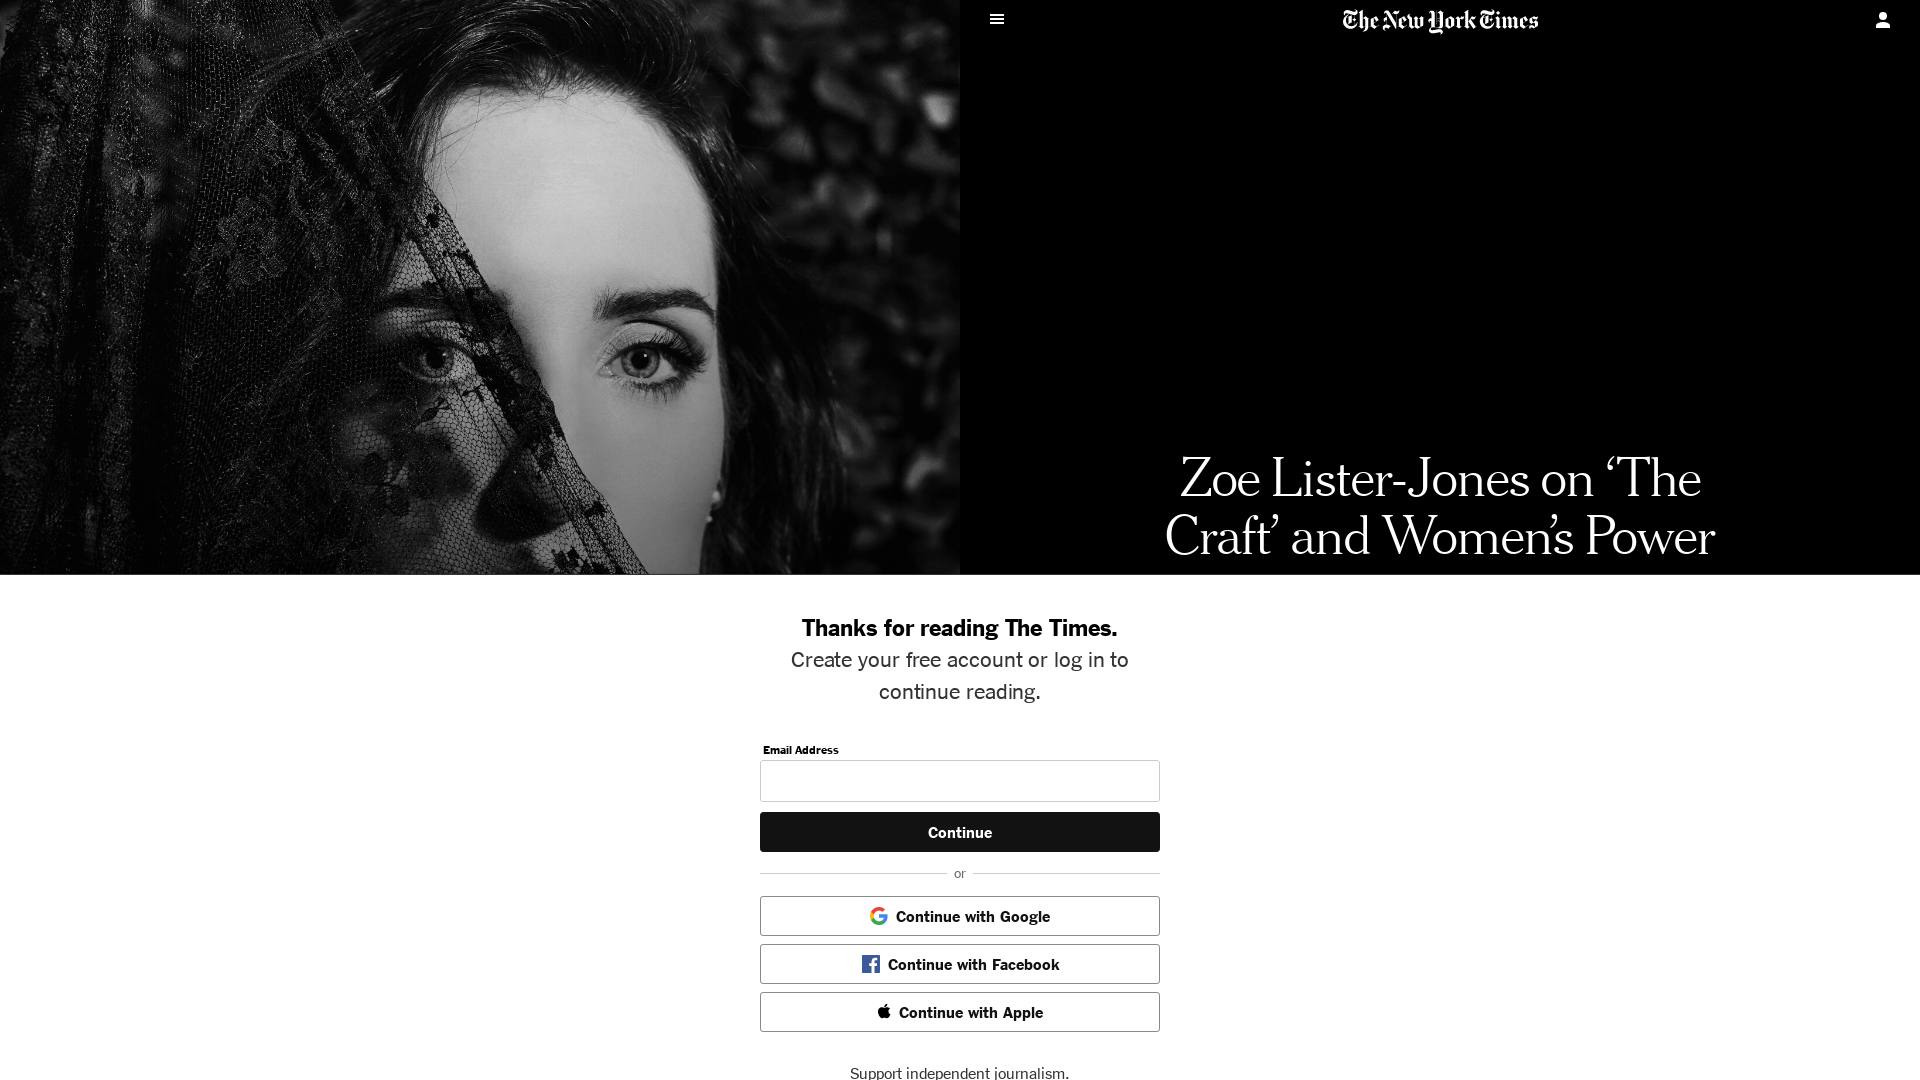 The New York Times
Zoe Lister-Jones on ‘The
Craft’ and Women’s Power
Thanks for reading The Times.
Create your free account or log in to
continue reading.
Email Address
Continue
or
Continue with Google
Continue with Facebook
Continue with Apple
Support independent journalism.